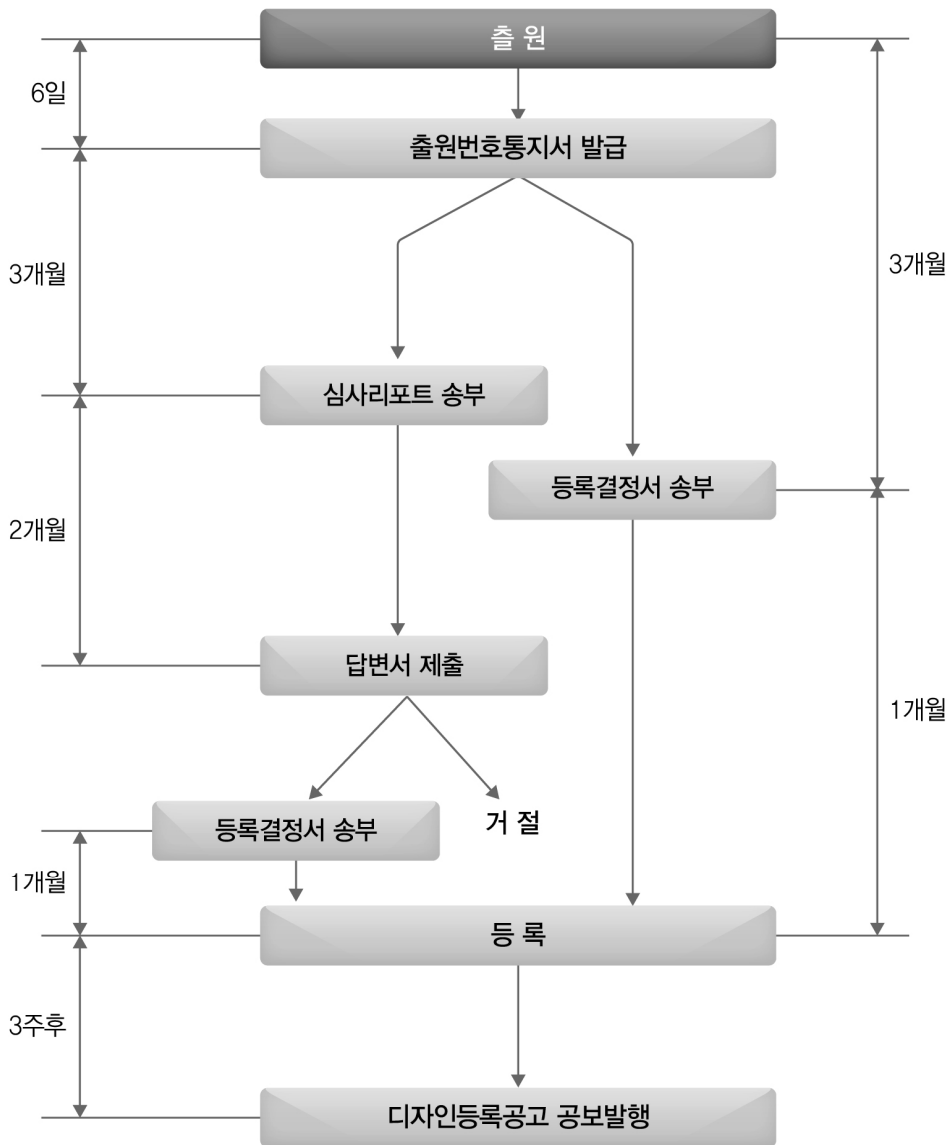 출 원
6일
출원번호통지서 발급
3개월
3개월
심사리포트 송부
등록결정서 송부
2개월
답변서 제출
1개월
등록결정서 송부
거 절
1개월
등 록
3주후
디자인등록공고 공보발행